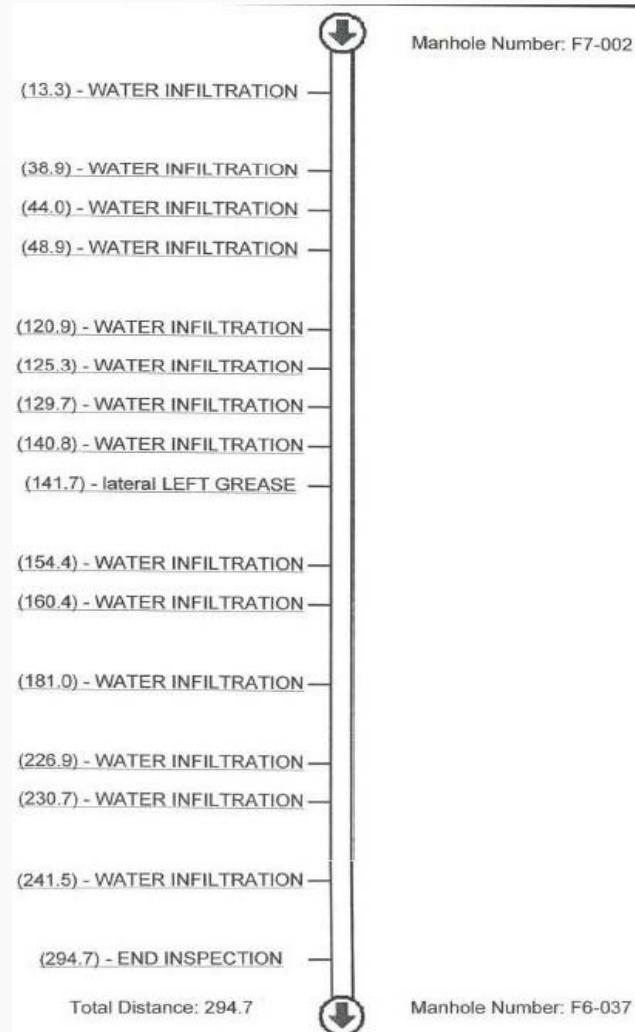 Manhole Number: F7-002
(13.3) - WATER INFILTRATION
(38.9) - WATER INFILTRATION
(44.0) - WATER INFILTRATION
(48.9) - WATER INFILTRATION
(120.9) - WATER INFILTRATION
(125.3) - WATER INFILTRATION
(129.7) - WATER INFILTRATION
(140.8) - WATER INFILTRATION
(141.7) - lateral LEFT GREASE
(154.4) - WATER INFILTRATION
(160.4) - WATER INFILTRATION
(181.0) - WATER INFILTRATION
(226.9) - WATER INFILTRATION
(230.7) - WATER INFILTRATION
(241.5) - WATER INFILTRATION
(294.7) - END INSPECTION
Total Distance: 294.7
Manhole Number: F6-037